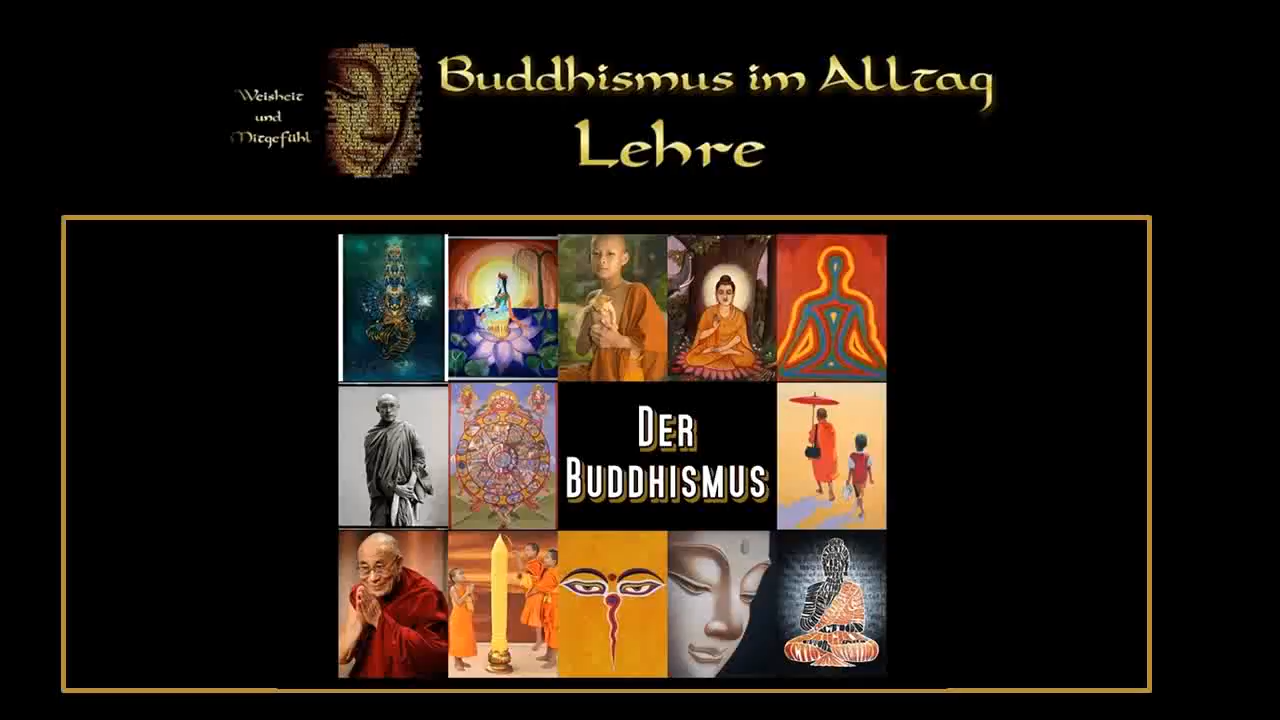 Weisheit
und
Mitgefühl
Buddhismus im Alltag
Lehre
Der
Buddhismus